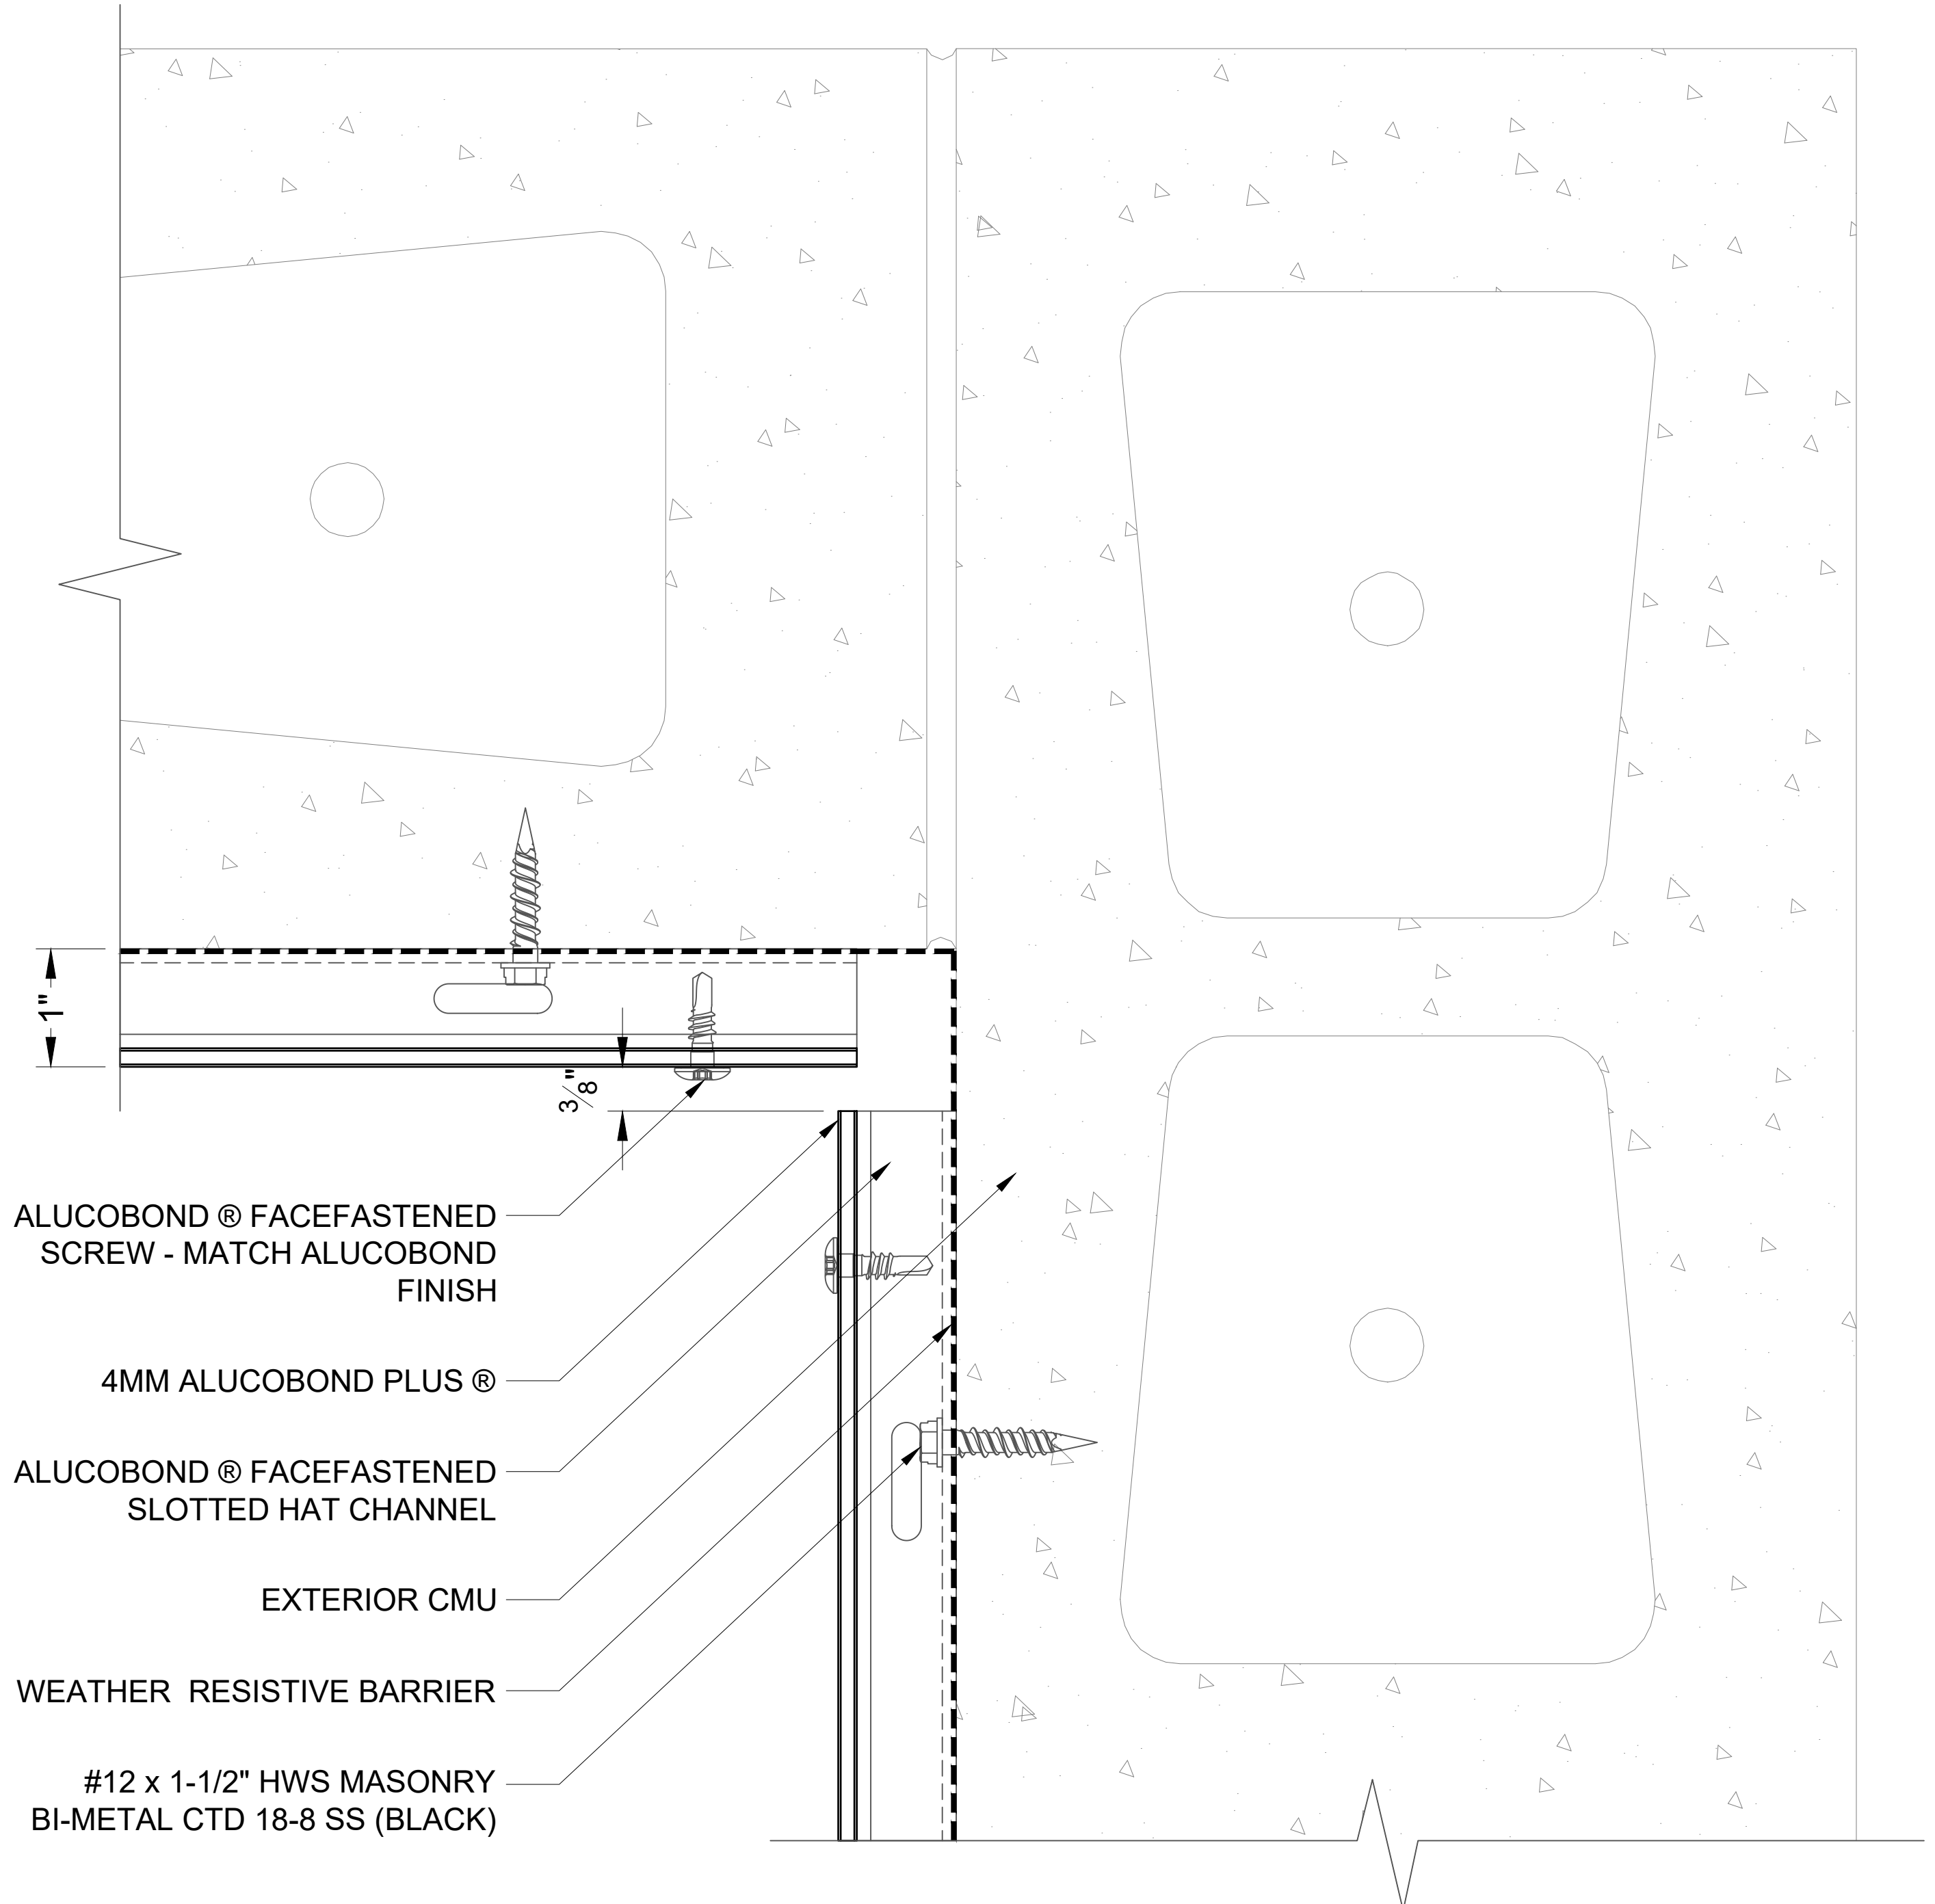 1"
3/8"
ALUCOBOND ® FACEFASTENED
SCREW - MATCH ALUCOBOND
FINISH
4MM ALUCOBOND PLUS ®
ALUCOBOND ® FACEFASTENED
SLOTTED HAT CHANNEL
EXTERIOR CMU
WEATHER  RESISTIVE BARRIER
#12 x 1-1/2" HWS MASONRY
BI-METAL CTD 18-8 SS (BLACK)